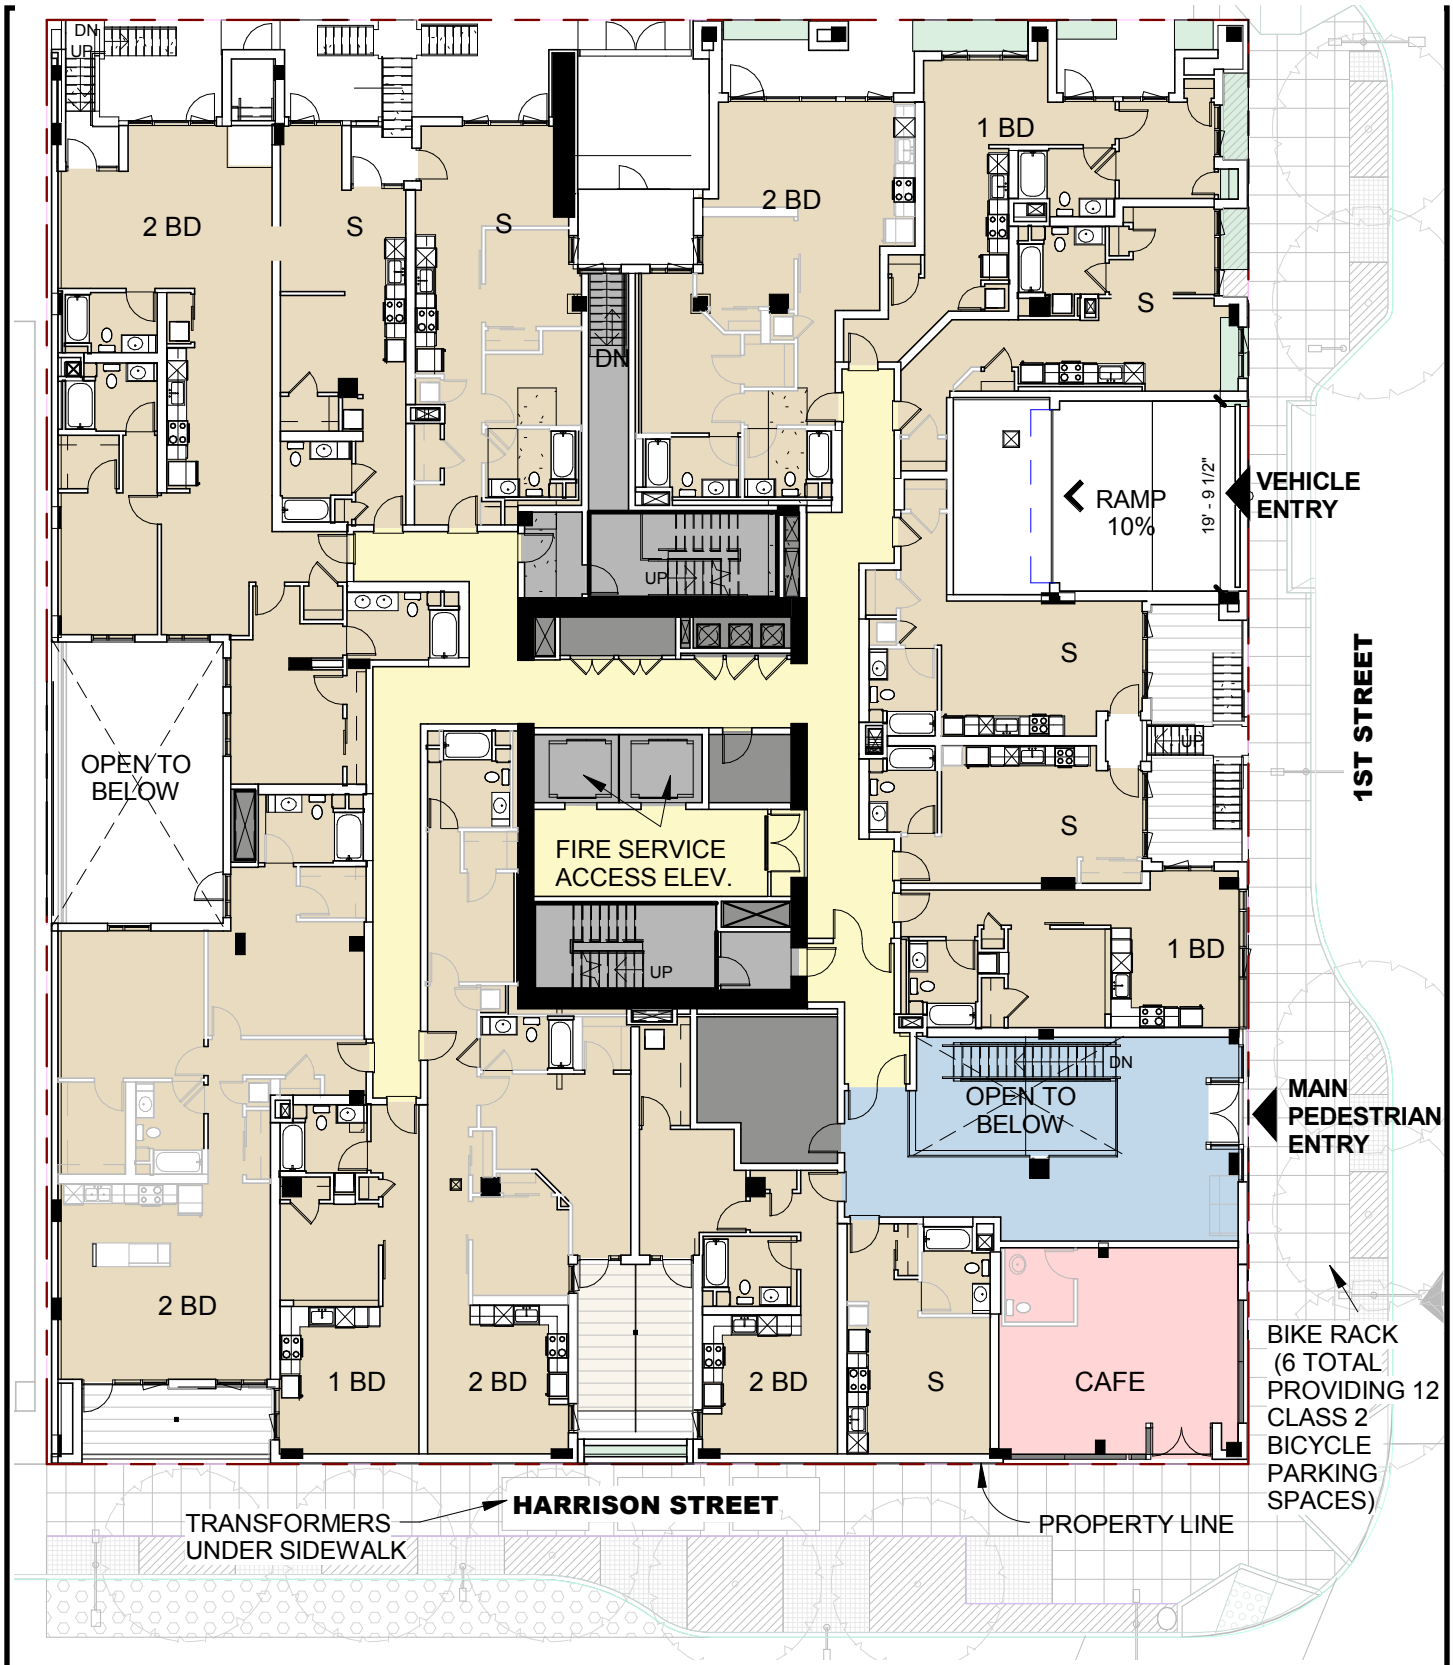 DN
UP
1 BD
2 BD
S
S
2 BD
S
DN
RAMP
10%
19' - 9 1/2"
VEHICLE
ENTRY
UP
S
1ST STREET
UP
OPEN TO
BELOW
FIRE SERVICE
ACCESS ELEV.
S
1 BD
UP
DN
OPEN TO
BELOW
MAIN
PEDESTRIAN
ENTRY
2 BD
1 BD
2 BD
2 BD
S
CAFE
BIKE RACK
(6 TOTAL
PROVIDING 12
CLASS 2
BICYCLE
PARKING
SPACES)
HARRISON STREET
TRANSFORMERS
UNDER SIDEWALK
PROPERTY LINE